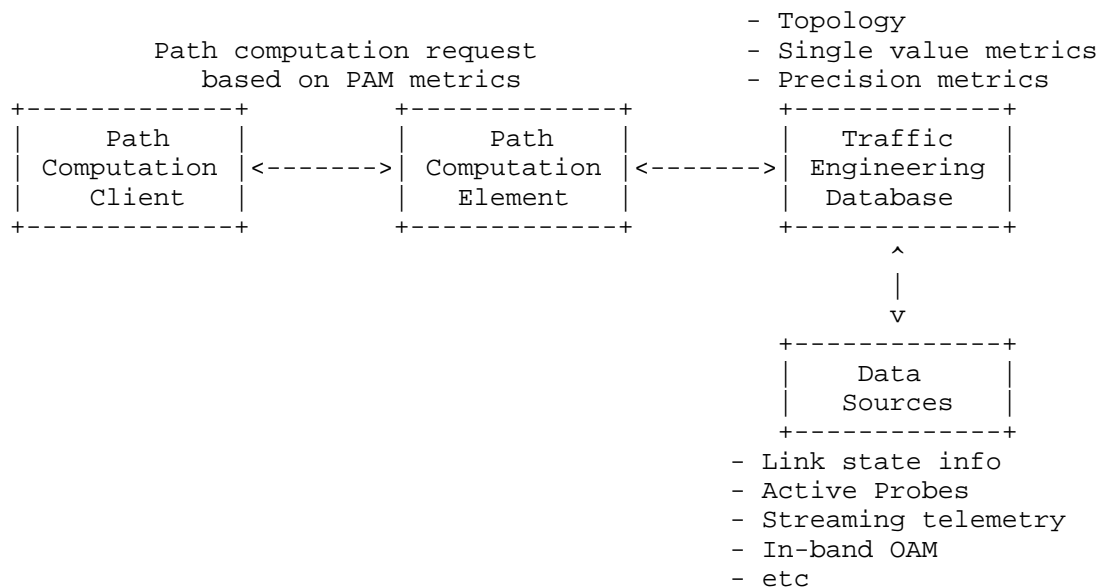 - Topology
Path computation request - Single value metrics
based on PAM metrics - Precision metrics
+-------------+ +-------------+ +-------------+
| Path | | Path | | Traffic |
| Computation |<------->| Computation |<------->| Engineering |
| Client | | Element | | Database |
+-------------+ +-------------+ +-------------+
^
|
v
+-------------+
| Data |
| Sources |
+-------------+
- Link state info
- Active Probes
- Streaming telemetry
- In-band OAM
- etc